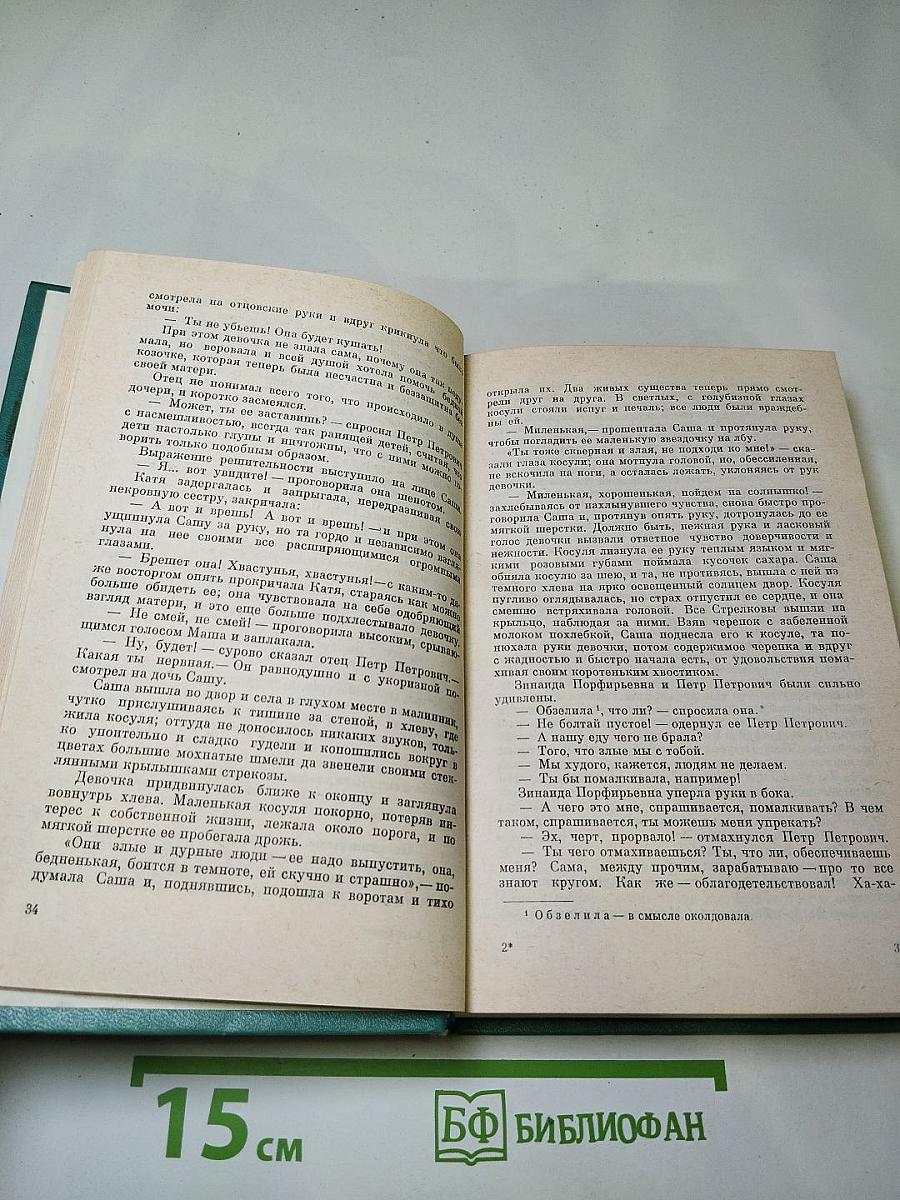 смотрела на отцовские руки и вдруг крикнула что было
мочи:
— Ты не убьешь! Она будет кушать!
При этом девочка не знала сама, почему она так
мала, но веровала и всей душой хотела помочь бедной
козочке, которая теперь была несчастна и беззащитна без
своей матери.
Отец не понимал всего того, что происходило в душе
дочери, и коротко засмеялся.
— Может, ты ее заставишь? — спросил Петр Петрович
с насмешливостью, всегда так ранящей детей, считая, что
дети настолько глупы и ничтожны, что с ними можно го-
ворить только подобным образом.
Выражение решительности выступило на лице Саши.
— Я... вот увидите! — проговорила она шепотом.
Катя задергалась и запрыгала, передразнивая свою
некровную сестру, закричала:
— А вот и врешь! А вот и врешь! — и при этом она
ущипнула Сашу за руку, но та гордо и независимо взгля-
нула на нее своими все расширяющимися огромными
глазами.
— Брешет она! Хвастунья, хвастунья!—с каким-то да-
же восторгом опять прокричала Катя, стараясь как можно
больше обидеть ее; она чувствовала на себе одобряющий
взгляд матери, и это еще больше подхлестывало девочку.
— Не смей, не смей! — проговорила высоким, срываю-
щимся голосом Маша и заплакала.
— Ну, будет! — сурово сказал отец Петр Петрович.—
Какая ты нервная.— Он равнодушно и с укоризной по-
смотрел на дочь Сашу.
Саша вышла во двор и села в глухом месте в малинник,
чутко прислушиваясь к тишине за стеной, в хлеву, где
жила косуля; оттуда не доносилось никаких звуков, толь-
ко упоительно и сладко гудели и копошились вокруг в
цветах большие мохнатые шмели да звенели своими стек-
лянными крылышками стрекозы.
Девочка придвинулась ближе к оконцу и заглянула
вовнутрь хлева. Маленькая косуля покорно, потеряв ин-
терес к собственной жизни, лежала около порога, и по
мягкой шерстке ее пробегала дрожь.
«Они злые и дурные люди — ее надо выпустить, она,
бедненькая, боится в темноте, ей скучно и страшно»,— по-
думала Саша и, поднявшись, подошла к воротам и тихо
34
открыла их. Два живых существа теперь прямо смот-
рели друг на друга. В светлых, с голубизной глазах
косули стояли испуг и печаль; все люди были враждеб-
ны ей.
— Миленькая,— прошептала Саша и протянула руку,
чтобы погладить ее маленькую звездочку на лбу.
«Ты тоже скверная и злая, не подходи ко мне!» — ска-
зали глаза косули; она мотнула головой, но, обессиленная,
не вскочила на ноги, а осталась лежать, уклоняясь от рук
девочки.
— Миленькая, хорошенькая, пойдем на солнышко! —
захлебываясь от нахлынувшего чувства, снова быстро про-
говорила Саша и, протянув опять руку, дотронулась до ее
мягкой шерстки. Должно быть, нежная рука и ласковый
голос девочки вызвали ответное чувство доверчивости и
нежности. Косуля лизнула ее руку теплым языком и мяг-
кими розовыми губами поймала кусочек сахара. Саша
обняла косулю за шею, и та, не противясь, вышла с ней из
темного хлева на ярко освещенный солнцем двор. Косуля
пугливо оглядывалась, но страх отпустил ее сердце, и она
смешно встряхивала головой. Все Стрелковы вышли на
крыльцо, наблюдая за ними. Взяв черепок с забеленной
молоком похлебкой, Саша поднесла его к косуле, та по-
нюхала руки девочки, потом содержимое черепка и вдруг
с жадностью и быстро начала есть, от удовольствия пома-
хивая своим коротеньким хвостиком.
Зинаида Порфирьевна и Петр Петрович были сильно
удивлены.
— Обзелила ¹, что ли? — спросила она.
— Не болтай пустое! — одернул ее Петр Петрович.
— А нашу еду чего не брала?
— Того, что злые мы с тобой.
— Мы худого, кажется, людям не делаем.
— Ты бы помалкивала, например!
Зинаида Порфирьевна уперла руки в бока.
— А чего это мне, спрашивается, помалкивать? В чем
таком, спрашивается, ты можешь меня упрекать?
— Эх, черт, прорвало! — отмахнулся Петр Петрович.
— Ты чего отмахиваешься? Ты, что ли, обеспечиваешь
меня? Сама, между прочим, зарабатываю — про то все
знают кругом. Как же — облагодетельствовал! Ха-ха-
¹ Обзелила — в смысле околдовала.
2*
3
15 см
БФ БИБЛИОФАН